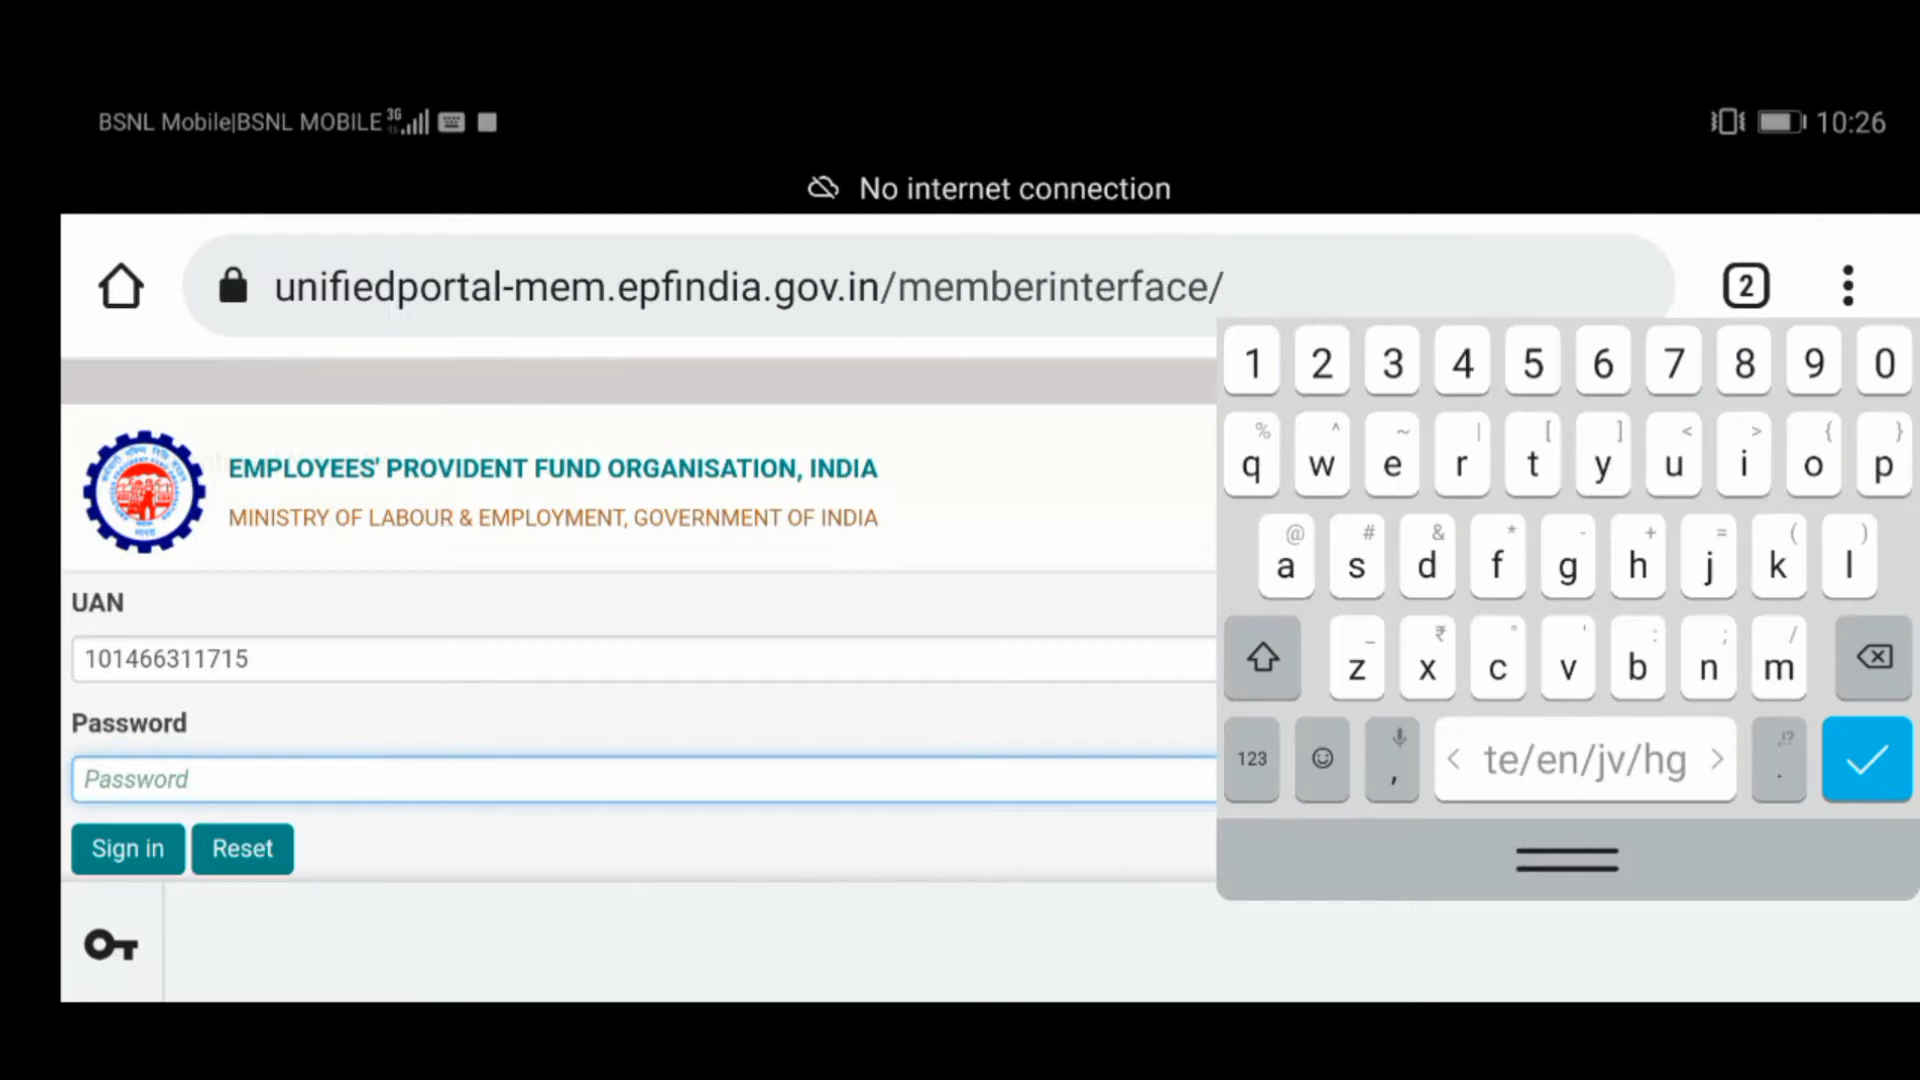 BSNL Mobile|BSNL MOBILE 3G 10:26
No internet connection
unifiedportal-mem.epfindia.gov.in/memberinterface/
2
EMPLOYEES' PROVIDENT FUND ORGANISATION, INDIA
MINISTRY OF LABOUR & EMPLOYMENT, GOVERNMENT OF INDIA
UAN
101466311715
Password
Password
Sign in Reset
1 2 3 4 5 6 7 8 9 0
% ^ ~ | [ ] < > { }
q w e r t y u i o p
@ # & * - + = ( )
a s d f g h j k l
_ ₹ " ' : ; /
z x c v b n m
,!?
123 , < te/en/jv/hg > .